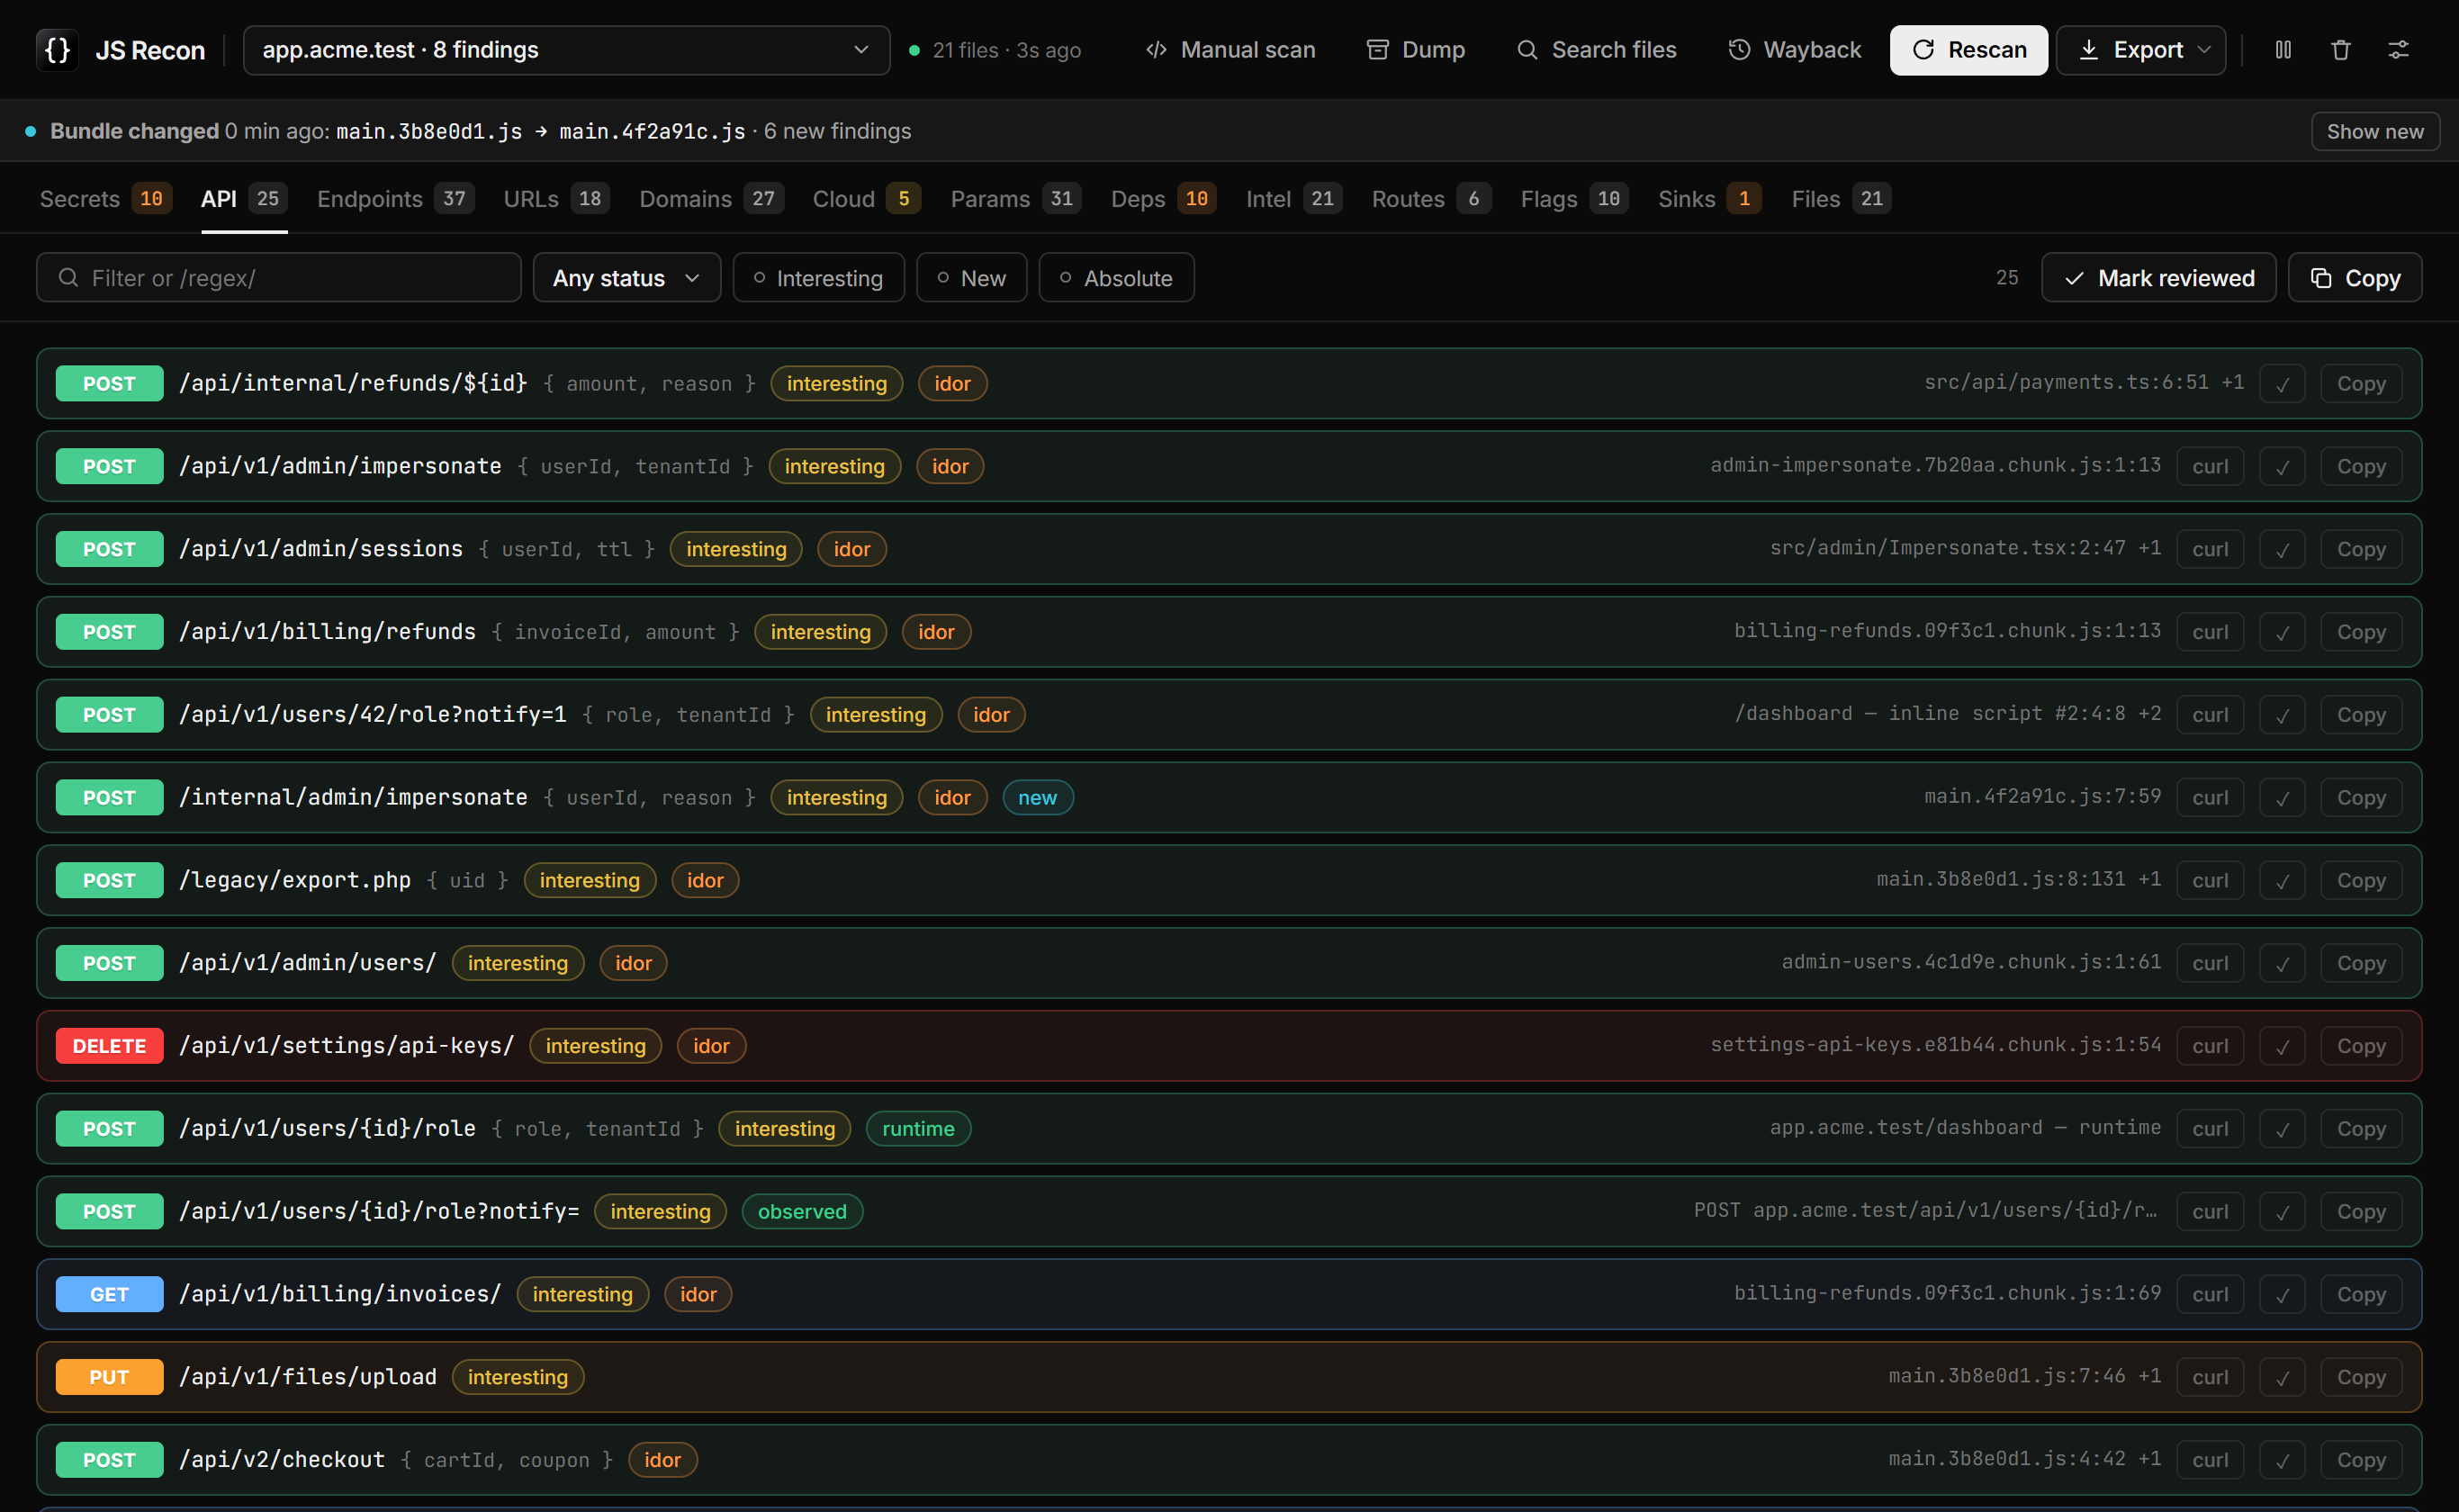 {} JS Recon app.acme.test · 8 findings 21 files · 3s ago Manual scan Dump Search files Wayback Rescan Export
Bundle changed 0 min ago: main.3b8e0d1.js → main.4f2a91c.js · 6 new findings Show new
Secrets 10 API 25 Endpoints 37 URLs 18 Domains 27 Cloud 5 Params 31 Deps 10 Intel 21 Routes 6 Flags 10 Sinks 1 Files 21
Filter or /regex/ Any status Interesting New Absolute 25 Mark reviewed Copy
POST /api/internal/refunds/${id} { amount, reason } interesting idor src/api/payments.ts:6:51 +1 ✓ Copy
POST /api/v1/admin/impersonate { userId, tenantId } interesting idor admin-impersonate.7b20aa.chunk.js:1:13 curl ✓ Copy
POST /api/v1/admin/sessions { userId, ttl } interesting idor src/admin/Impersonate.tsx:2:47 +1 curl ✓ Copy
POST /api/v1/billing/refunds { invoiceId, amount } interesting idor billing-refunds.09f3c1.chunk.js:1:13 curl ✓ Copy
POST /api/v1/users/42/role?notify=1 { role, tenantId } interesting idor /dashboard — inline script #2:4:8 +2 curl ✓ Copy
POST /internal/admin/impersonate { userId, reason } interesting idor new main.4f2a91c.js:7:59 curl ✓ Copy
POST /legacy/export.php { uid } interesting idor main.3b8e0d1.js:8:131 +1 curl ✓ Copy
POST /api/v1/admin/users/ interesting idor admin-users.4c1d9e.chunk.js:1:61 curl ✓ Copy
DELETE /api/v1/settings/api-keys/ interesting idor settings-api-keys.e81b44.chunk.js:1:54 curl ✓ Copy
POST /api/v1/users/{id}/role { role, tenantId } interesting runtime app.acme.test/dashboard — runtime curl ✓ Copy
POST /api/v1/users/{id}/role?notify= interesting observed POST app.acme.test/api/v1/users/{id}/r… curl ✓ Copy
GET /api/v1/billing/invoices/ interesting idor billing-refunds.09f3c1.chunk.js:1:69 curl ✓ Copy
PUT /api/v1/files/upload interesting main.3b8e0d1.js:7:46 +1 curl ✓ Copy
POST /api/v2/checkout { cartId, coupon } idor main.3b8e0d1.js:4:42 +1 curl ✓ Copy